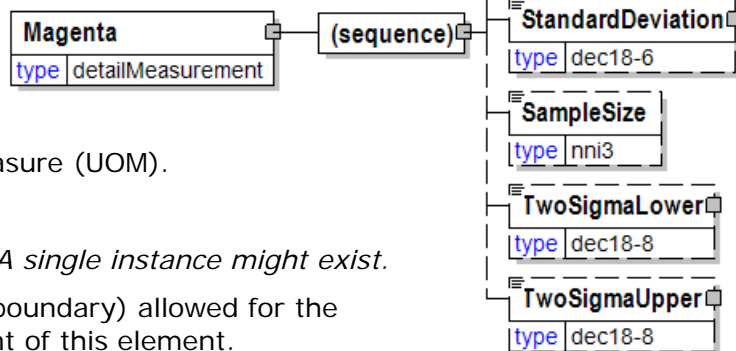 Magenta
type detailMeasurement
(sequence)
StandardDeviation
type dec18-6
SampleSize
type nni3
TwoSigmaLower
type dec18-8
TwoSigmaUpper
type dec18-8
asure (UOM).
A single instance might exist.
boundary) allowed for the
nt of this element.